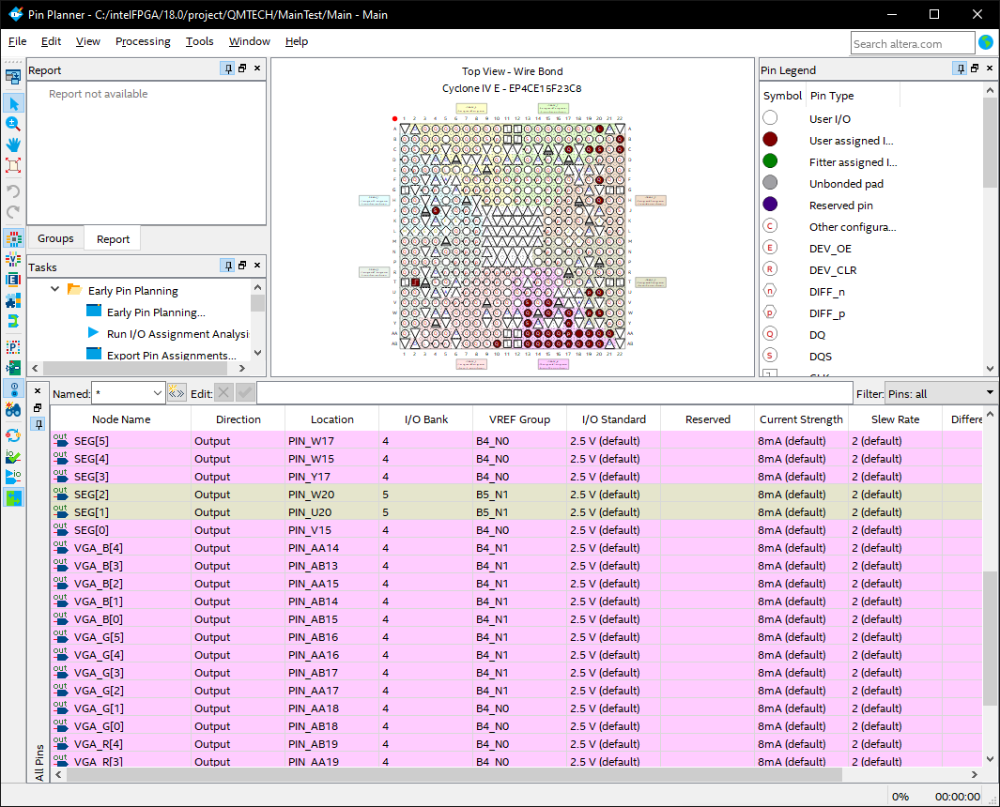 Pin Planner - C:/intelFPGA/18.0/project/QMTECH/MainTest/Main - Main
File Edit View Processing Tools Window Help
Search altera.com
Report
Report not available
Groups Report
Tasks
Early Pin Planning
Early Pin Planning...
Run I/O Assignment Analysi
Export Pin Assignments...
Top View - Wire Bond
Cyclone IV E - EP4CE15F23C8
Pin Legend
Symbol Pin Type
User I/O
User assigned I...
Fitter assigned I...
Unbonded pad
Reserved pin
C Other configura...
E DEV_OE
R DEV_CLR
n DIFF_n
p DIFF_p
Q DQ
S DQS
Named: * Edit: Filter: Pins: all
Node Name Direction Location I/O Bank VREF Group I/O Standard Reserved Current Strength Slew Rate Differe
out SEG[5] Output PIN_W17 4 B4_N0 2.5 V (default) 8mA (default) 2 (default)
out SEG[4] Output PIN_W15 4 B4_N0 2.5 V (default) 8mA (default) 2 (default)
out SEG[3] Output PIN_Y17 4 B4_N0 2.5 V (default) 8mA (default) 2 (default)
out SEG[2] Output PIN_W20 5 B5_N1 2.5 V (default) 8mA (default) 2 (default)
out SEG[1] Output PIN_U20 5 B5_N1 2.5 V (default) 8mA (default) 2 (default)
out SEG[0] Output PIN_V15 4 B4_N0 2.5 V (default) 8mA (default) 2 (default)
out VGA_B[4] Output PIN_AA14 4 B4_N1 2.5 V (default) 8mA (default) 2 (default)
out VGA_B[3] Output PIN_AB13 4 B4_N1 2.5 V (default) 8mA (default) 2 (default)
out VGA_B[2] Output PIN_AA15 4 B4_N1 2.5 V (default) 8mA (default) 2 (default)
out VGA_B[1] Output PIN_AB14 4 B4_N1 2.5 V (default) 8mA (default) 2 (default)
out VGA_B[0] Output PIN_AB15 4 B4_N1 2.5 V (default) 8mA (default) 2 (default)
out VGA_G[5] Output PIN_AB16 4 B4_N1 2.5 V (default) 8mA (default) 2 (default)
out VGA_G[4] Output PIN_AA16 4 B4_N1 2.5 V (default) 8mA (default) 2 (default)
out VGA_G[3] Output PIN_AB17 4 B4_N1 2.5 V (default) 8mA (default) 2 (default)
out VGA_G[2] Output PIN_AA17 4 B4_N1 2.5 V (default) 8mA (default) 2 (default)
out VGA_G[1] Output PIN_AA18 4 B4_N0 2.5 V (default) 8mA (default) 2 (default)
out VGA_G[0] Output PIN_AB18 4 B4_N0 2.5 V (default) 8mA (default) 2 (default)
out VGA_R[4] Output PIN_AB19 4 B4_N0 2.5 V (default) 8mA (default) 2 (default)
out VGA_R[3] Output PIN_AA19 4 B4_N0 2.5 V (default) 8mA (default) 2 (default)
All Pins
0% 00:00:00